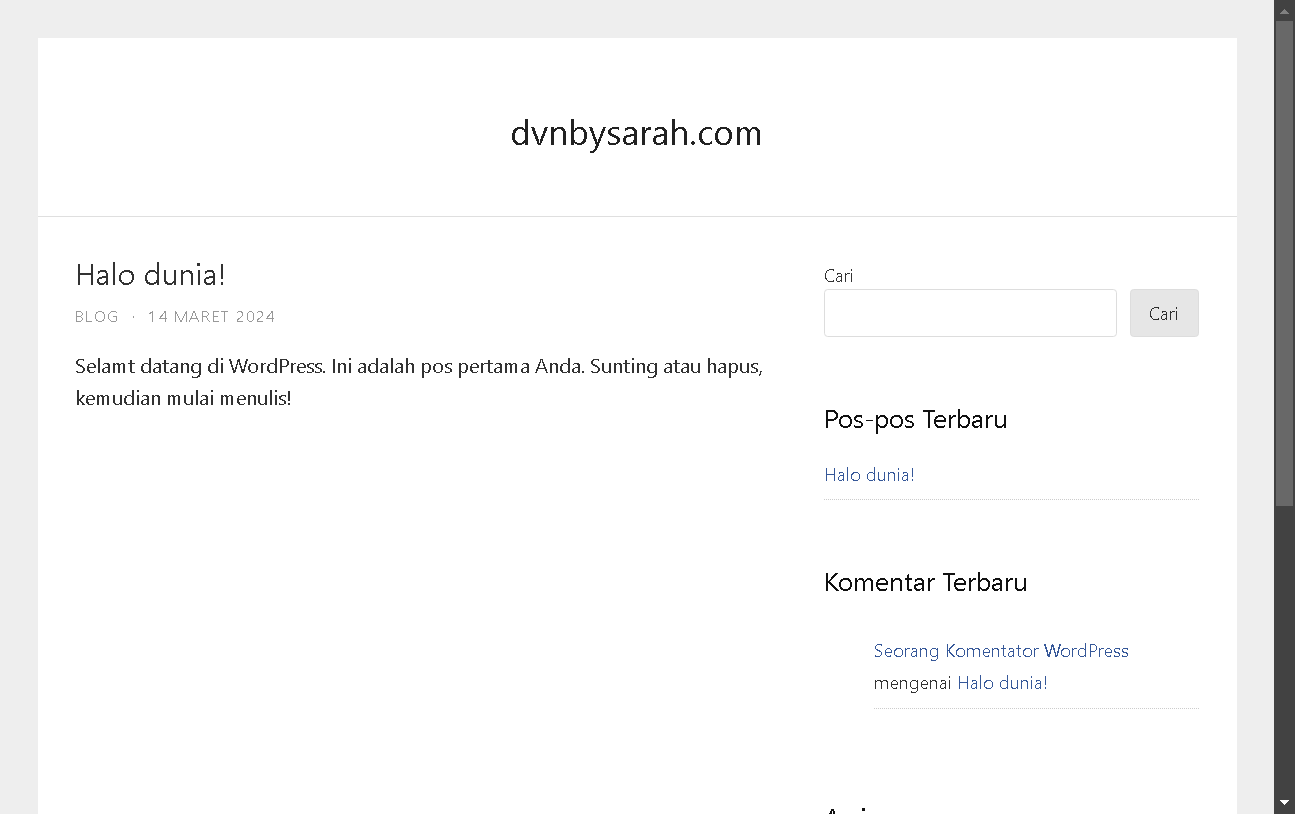 dvnbysarah.com
Halo dunia!
BLOG · 14 MARET 2024
Selamt datang di WordPress. Ini adalah pos pertama Anda. Sunting atau hapus,
kemudian mulai menulis!
Cari
Cari
Pos-pos Terbaru
Halo dunia!
Komentar Terbaru
Seorang Komentator WordPress
mengenai Halo dunia!